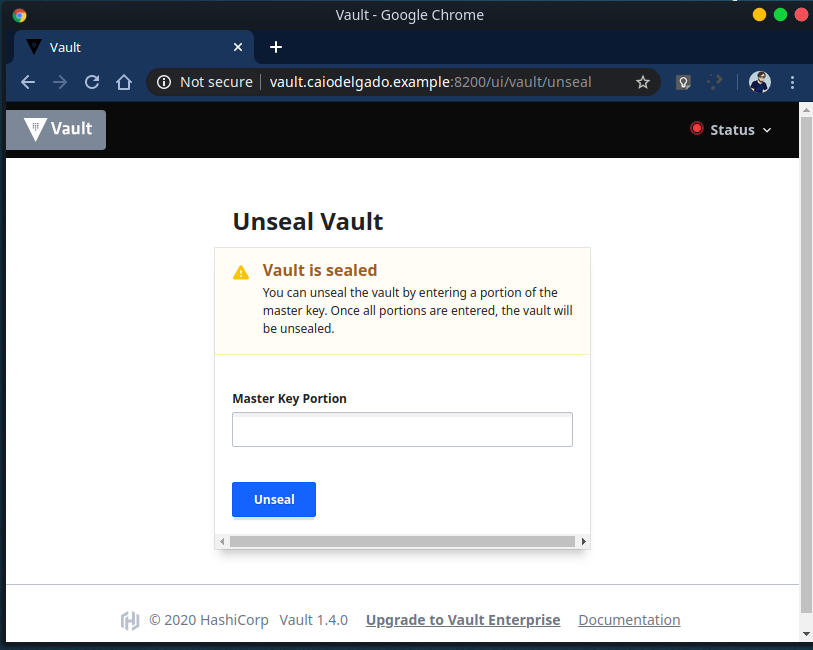 Vault - Google Chrome
Vault
Not secure | vault.caiodelgado.example:8200/ui/vault/unseal
Vault
Status
Unseal Vault
Vault is sealed
You can unseal the vault by entering a portion of the
master key. Once all portions are entered, the vault will
be unsealed.
Master Key Portion
Unseal
© 2020 HashiCorp Vault 1.4.0 Upgrade to Vault Enterprise Documentation